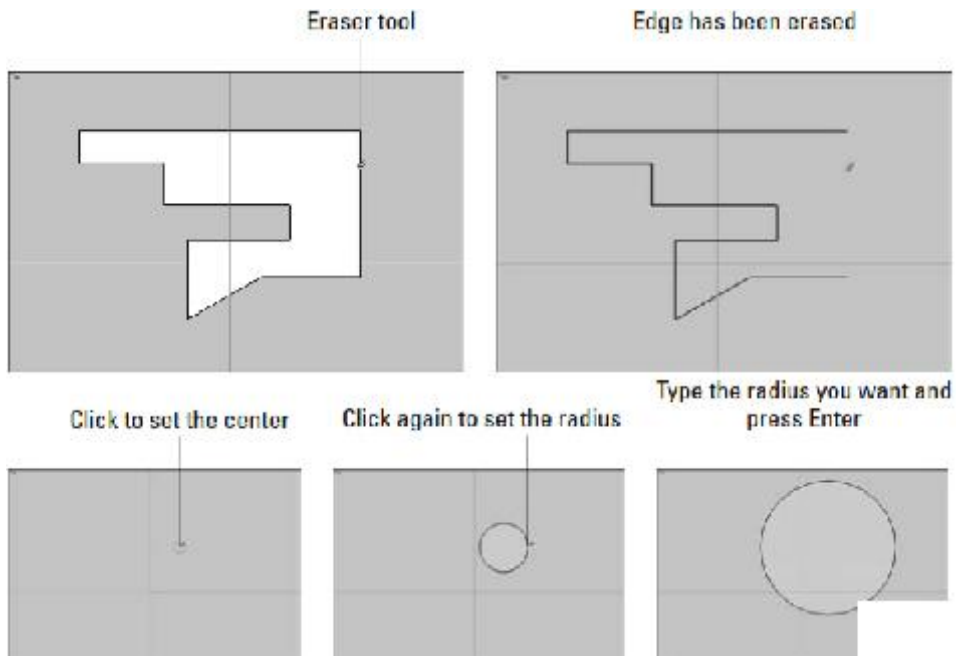 Eraser tool
Edge has been erased
Click to set the center
Click again to set the radius
Type the radius you want and
press Enter